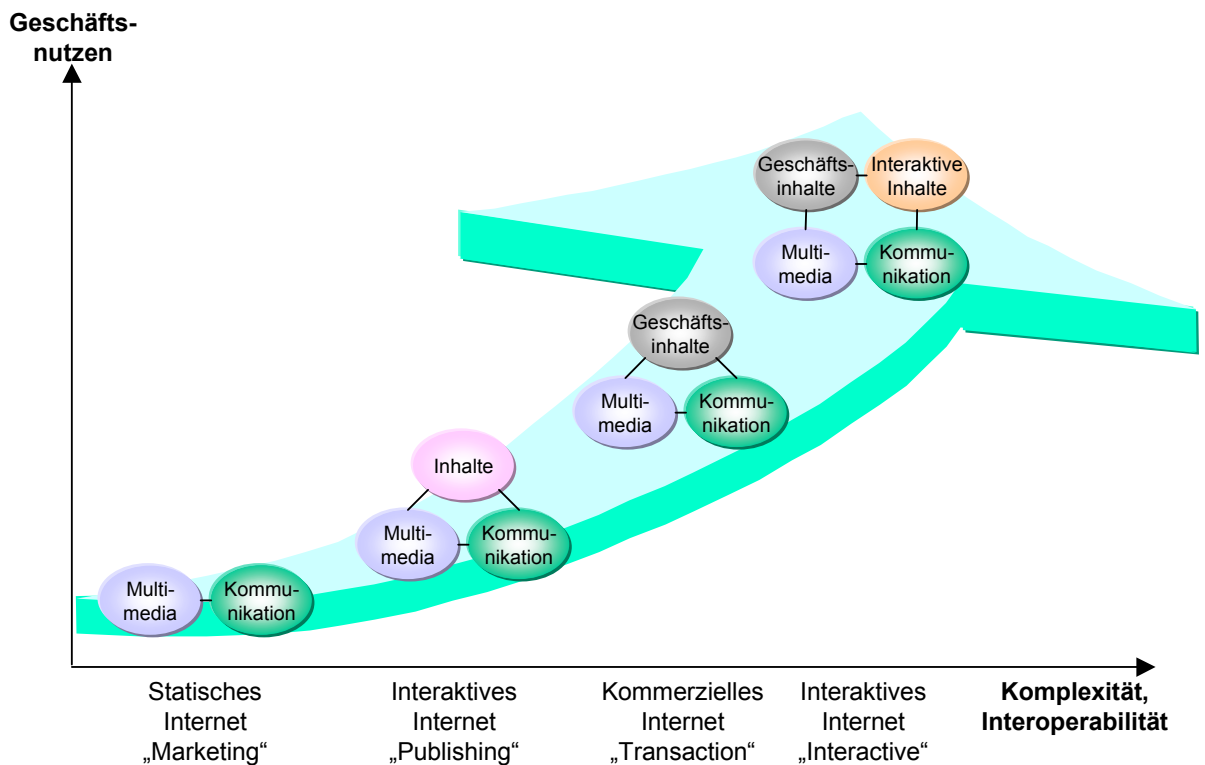 Geschäfts-
nutzen
Geschäfts-
inhalte
Interaktive
Inhalte
Multi-
media
Kommu-
nikation
Geschäfts-
inhalte
Multi-
media
Kommu-
nikation
Inhalte
Multi-
media
Kommu-
nikation
Multi-
media
Kommu-
nikation
Statisches
Internet
„Marketing“
Interaktives
Internet
„Publishing“
Kommerzielles
Internet
„Transaction“
Interaktives
Internet
„Interactive“
Komplexität,
Interoperabilität